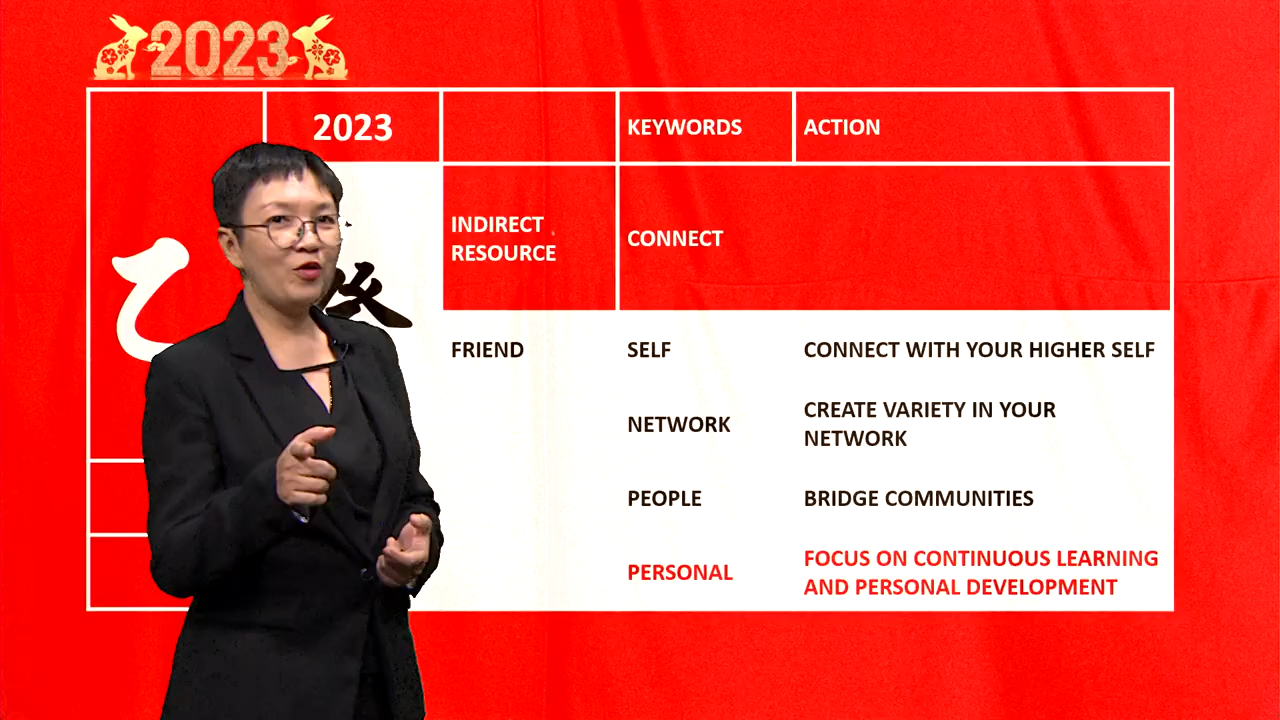 2023
2023
KEYWORDS
ACTION
乙
INDIRECT
RESOURCE
CONNECT
FRIEND
SELF
CONNECT WITH YOUR HIGHER SELF
NETWORK
CREATE VARIETY IN YOUR
NETWORK
PEOPLE
BRIDGE COMMUNITIES
PERSONAL
FOCUS ON CONTINUOUS LEARNING
AND PERSONAL DEVELOPMENT